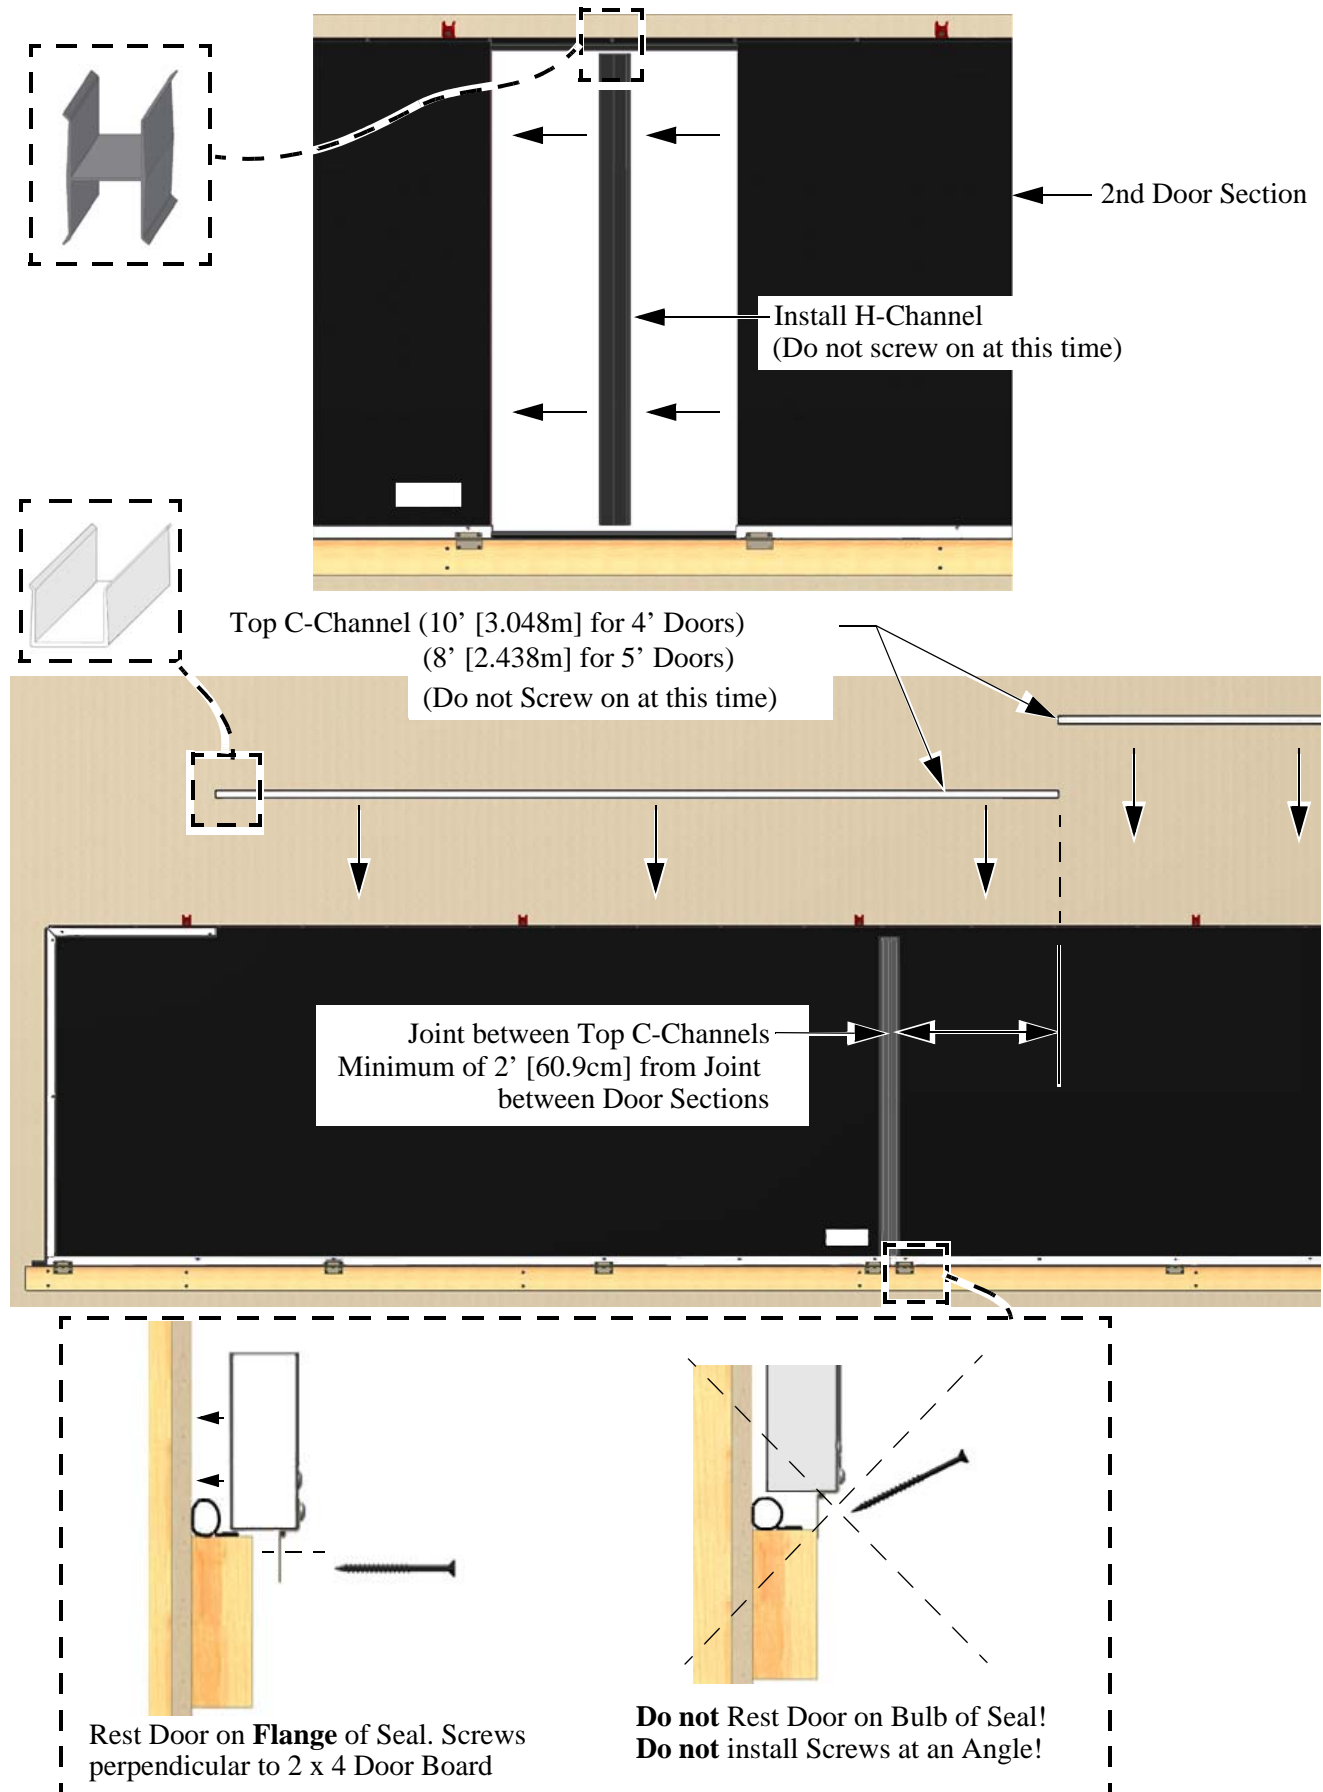 2nd Door Section
Install H-Channel
(Do not screw on at this time)
Top C-Channel (10’ [3.048m] for 4’ Doors)
(8’ [2.438m] for 5’ Doors)
(Do not Screw on at this time)
Joint between Top C-Channels
Minimum of 2’ [60.9cm] from Joint
between Door Sections
Rest Door on Flange of Seal. Screws
perpendicular to 2 x 4 Door Board
Do not Rest Door on Bulb of Seal!
Do not install Screws at an Angle!